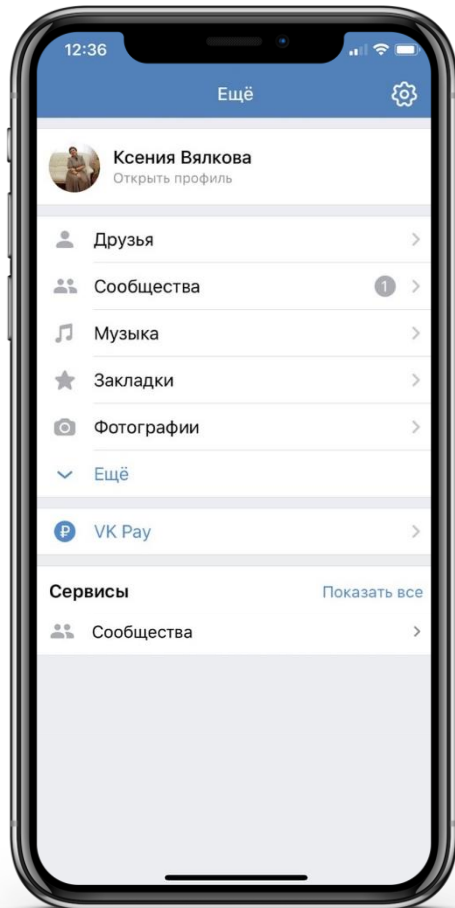 12:36
Ещё
Ксения Вялкова
Открыть профиль
Друзья
Сообщества 1
Музыка
Закладки
Фотографии
Ещё
VK Pay
Сервисы Показать все
Сообщества